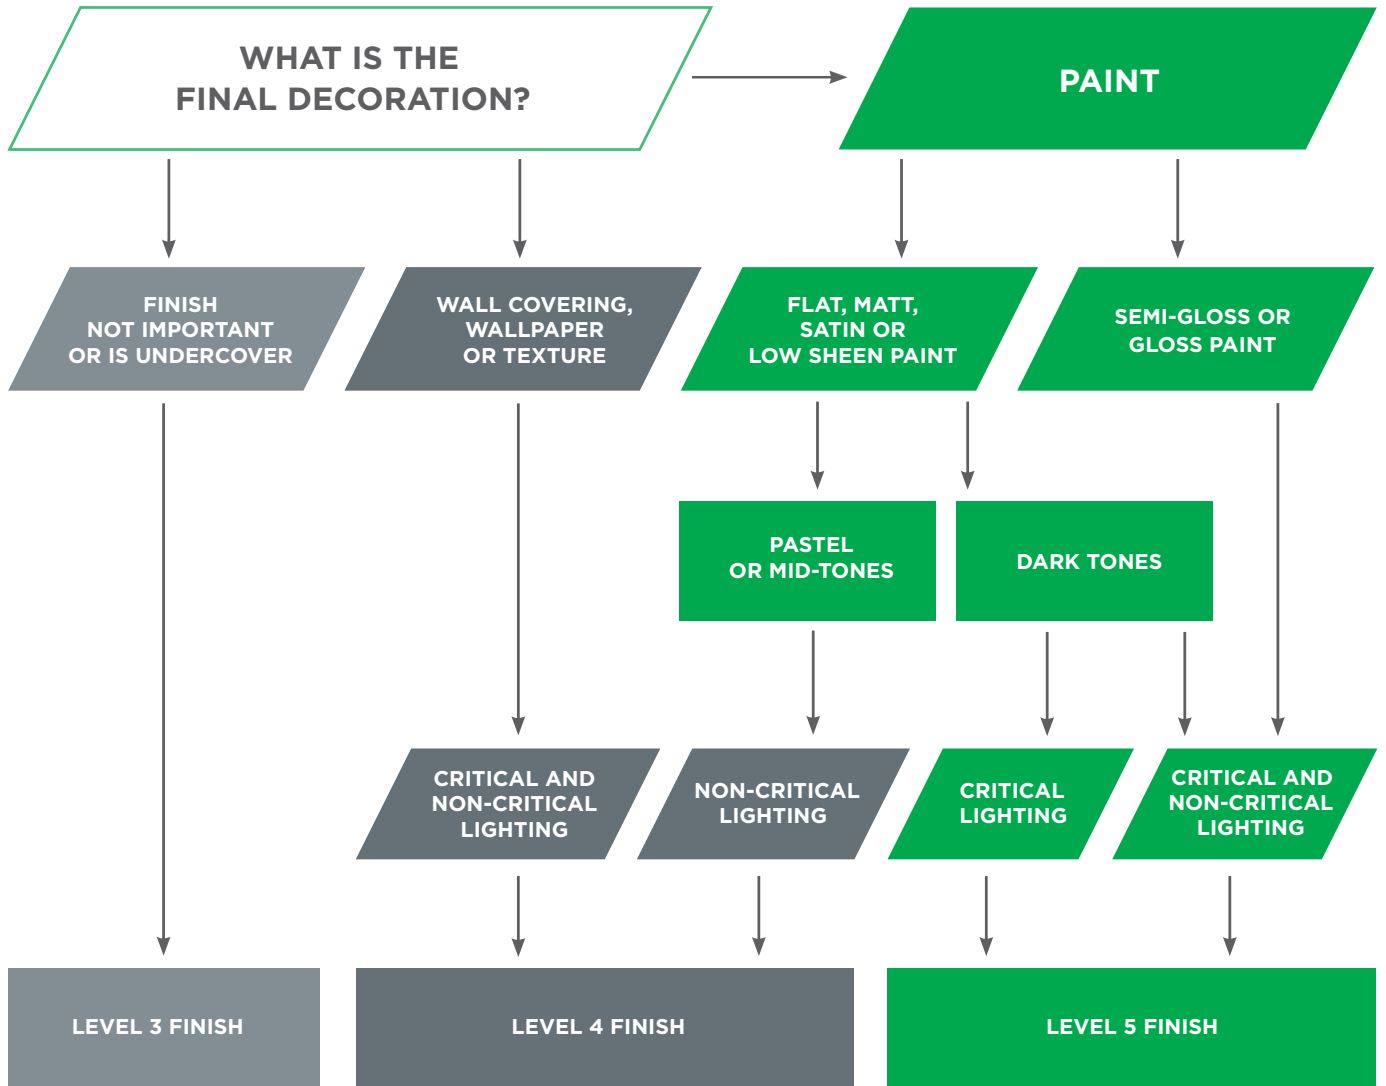 WHAT IS THE
FINAL DECORATION?
PAINT
FINISH
NOT IMPORTANT
OR IS UNDERCOVER
WALL COVERING,
WALLPAPER
OR TEXTURE
FLAT, MATT,
SATIN OR
LOW SHEEN PAINT
SEMI-GLOSS OR
GLOSS PAINT
PASTEL
OR MID-TONES
DARK TONES
CRITICAL AND
NON-CRITICAL
LIGHTING
NON-CRITICAL
LIGHTING
CRITICAL
LIGHTING
CRITICAL AND
NON-CRITICAL
LIGHTING
LEVEL 3 FINISH
LEVEL 4 FINISH
LEVEL 5 FINISH